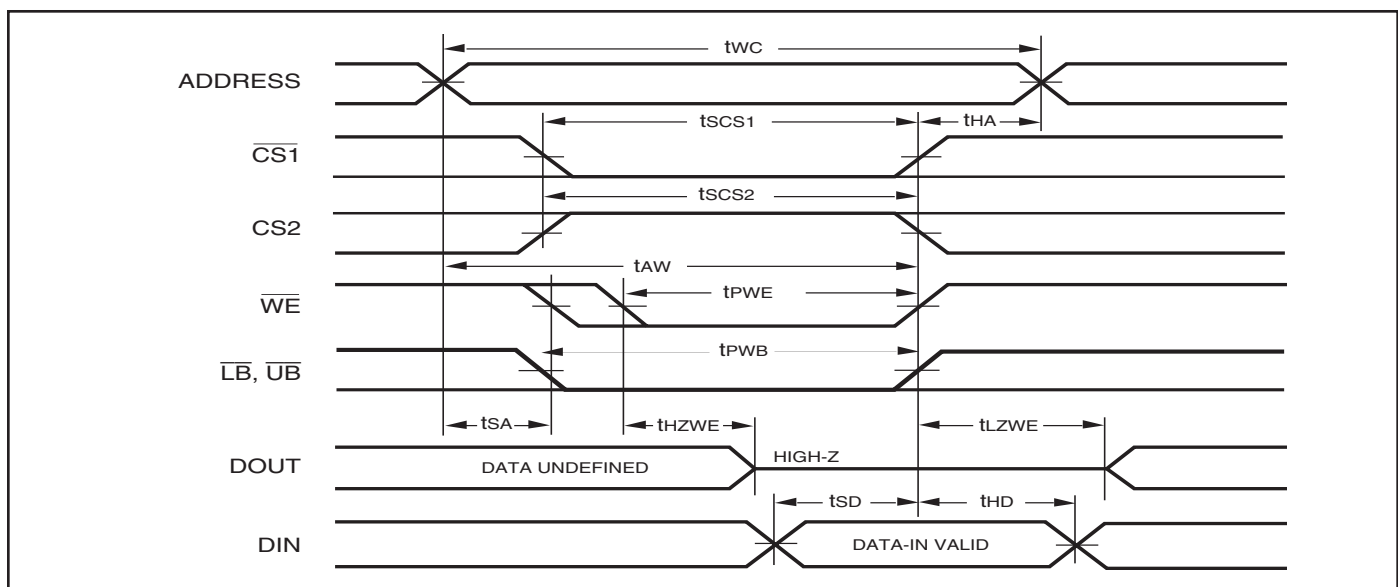 tWC
ADDRESS
tSCS1
tHA
CS1
tSCS2
CS2
tAW
WE
tPWE
tPWB
LB, UB
tSA
tHZWE
tLZWE
DOUT
DATA UNDEFINED
HIGH-Z
tSD
tHD
DIN
DATA-IN VALID